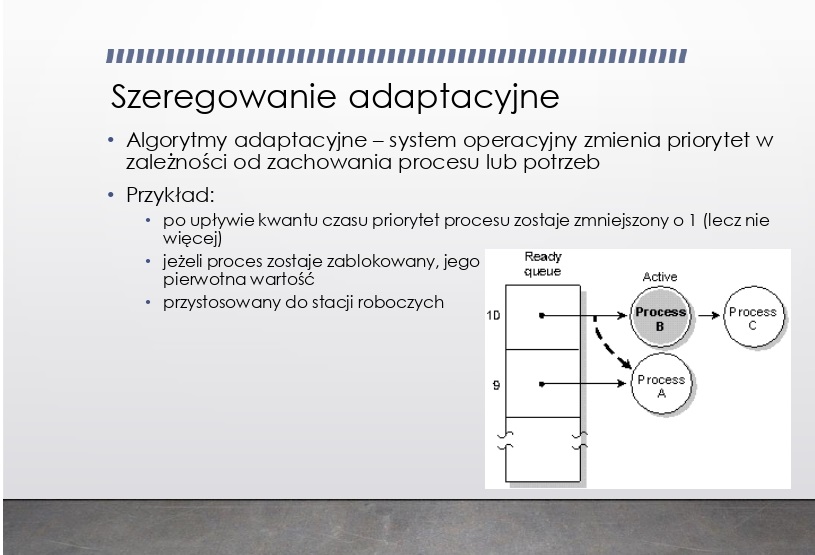 Szeregowanie adaptacyjne
• Algorytmy adaptacyjne – system operacyjny zmienia priorytet w
zależności od zachowania procesu lub potrzeb
• Przykład:
• po upływie kwantu czasu priorytet procesu zostaje zmniejszony o 1 (lecz nie
więcej)
• jeżeli proces zostaje zablokowany, jego
pierwotna wartość
• przystosowany do stacji roboczych
Ready
queue
Active
10
Process
B
Process
C
9
Process
A